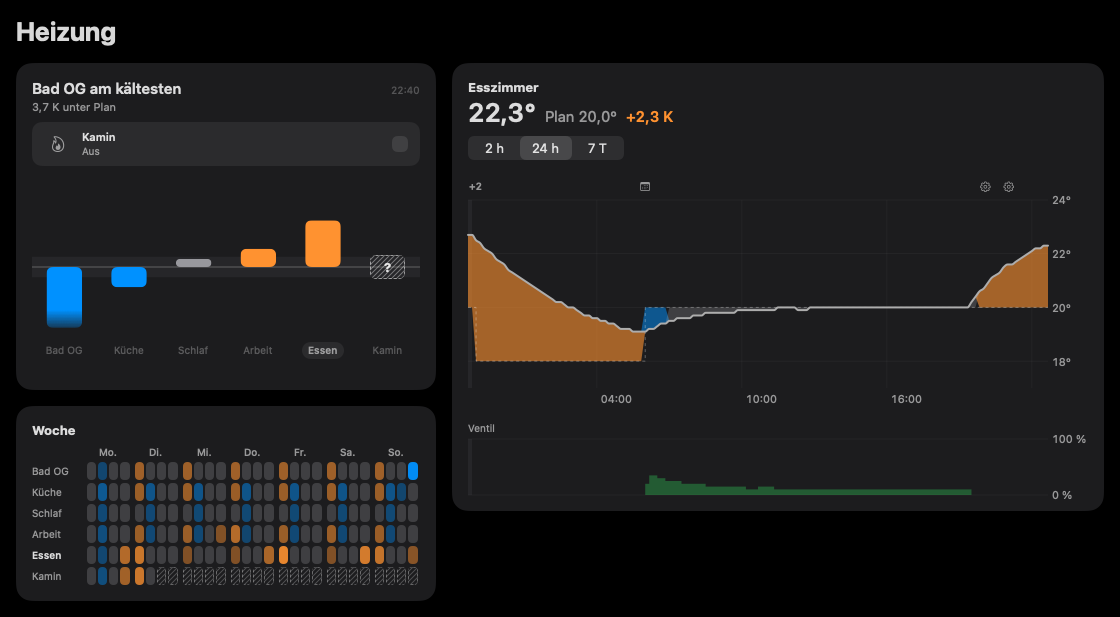 Heizung
Bad OG am kältesten
22:40
3,7 K unter Plan
Kamin
Aus
?
Bad OG Küche Schlaf Arbeit Essen Kamin
Woche
Mo. Di. Mi. Do. Fr. Sa. So.
Bad OG
Küche
Schlaf
Arbeit
Essen
Kamin
Esszimmer
22,3° Plan 20,0° +2,3 K
2 h 24 h 7 T
+2
24°
22°
20°
18°
04:00 10:00 16:00
Ventil
100 %
0 %